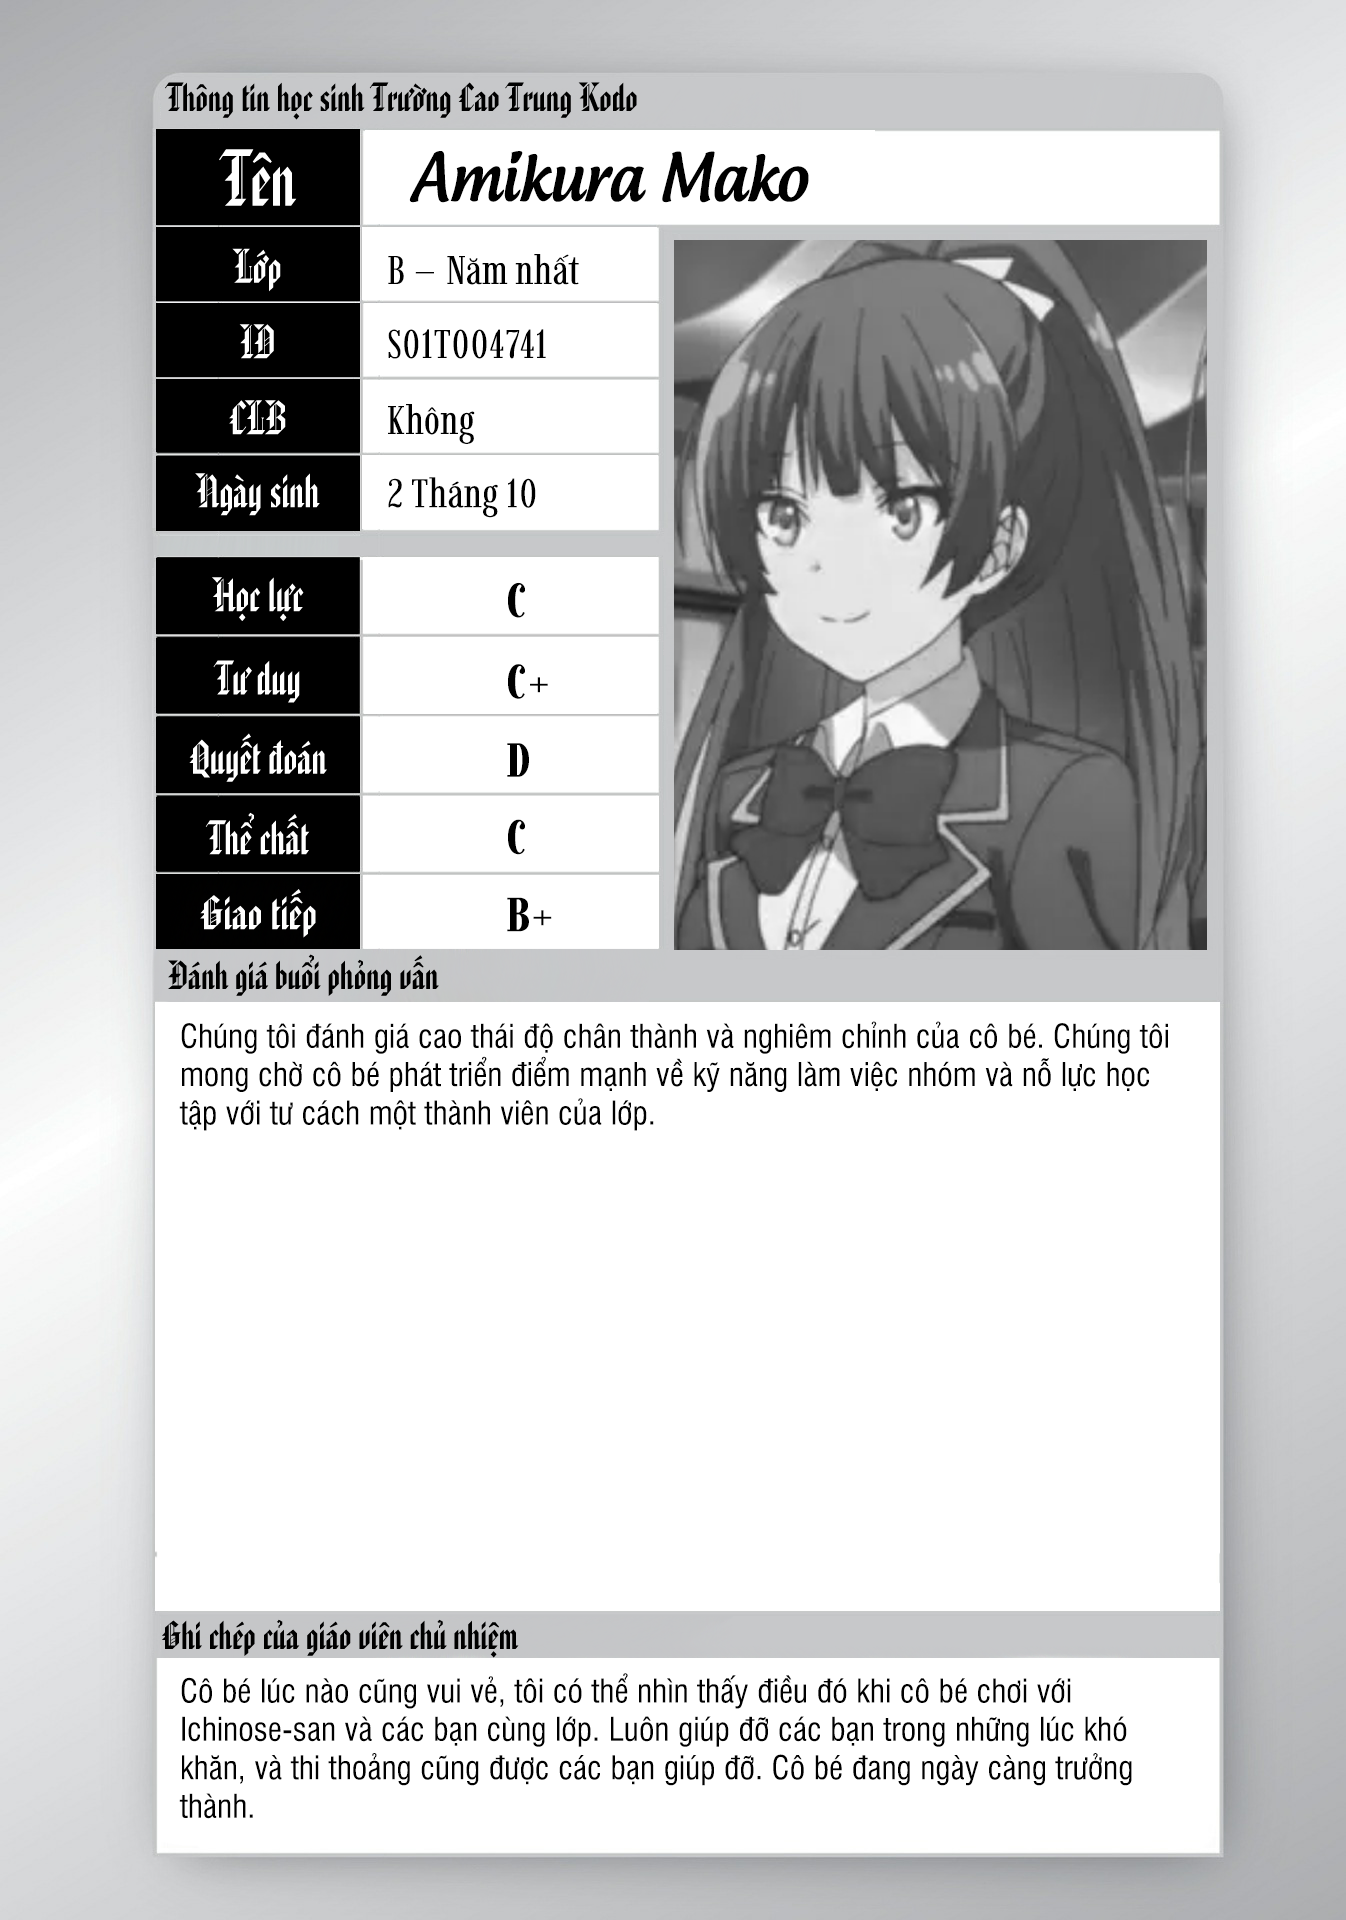 Thông tin học sinh Trường Cao Trung Kodo
Tên
Amikura Mako
Lớp
B – Năm nhất
ID
S01T004741
CLB
Không
Ngày sinh
2 Tháng 10
Học lực
C
Tư duy
C+
Quyết đoán
D
Thể chất
C
Giao tiếp
B+
Đánh giá buổi phỏng vấn
Chúng tôi đánh giá cao thái độ chân thành và nghiêm chỉnh của cô bé. Chúng tôi
mong chờ cô bé phát triển điểm mạnh về kỹ năng làm việc nhóm và nỗ lực học
tập với tư cách một thành viên của lớp.
Ghi chép của giáo viên chủ nhiệm
Cô bé lúc nào cũng vui vẻ, tôi có thể nhìn thấy điều đó khi cô bé chơi với
Ichinose-san và các bạn cùng lớp. Luôn giúp đỡ các bạn trong những lúc khó
khăn, và thi thoảng cũng được các bạn giúp đỡ. Cô bé đang ngày càng trưởng
thành.